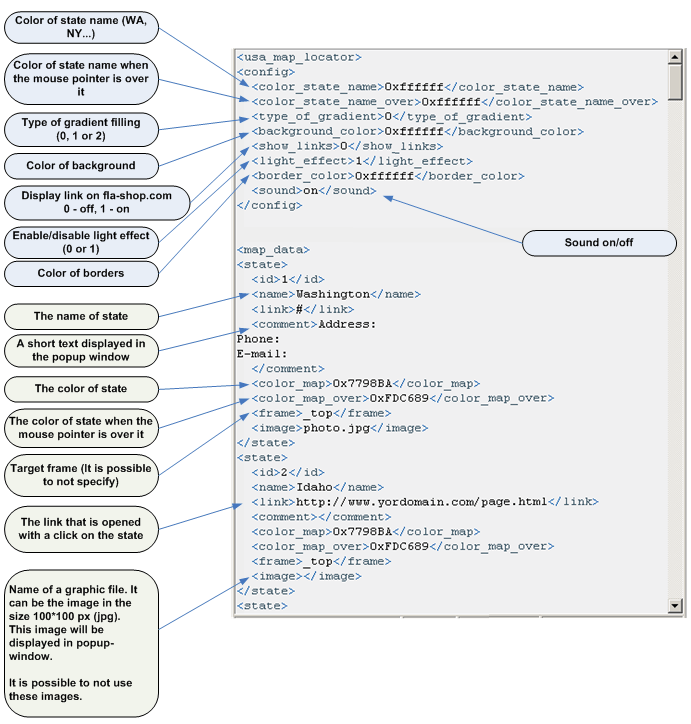 Color of state name (WA,
NY...)
Color of state name when
the mouse pointer is over
it
Type of gradient filling
(0, 1 or 2)
Color of background
Display link on fla-shop.com
0 - off, 1 - on
Enable/disable light effect
(0 or 1)
Color of borders
The name of state
A short text displayed in
the popup window
The color of state
The color of state when the
mouse pointer is over it
Target frame (It is possible
to not specify)
The link that is opened
with a click on the state
Name of a graphic file. It
can be the image in the
size 100*100 px (jpg).
This image will be
displayed in popup-
window.
It is possible to not use
these images.
<usa_map_locator>
<config>
<color_state_name>0xffffff</color_state_name>
<color_state_name_over>0xffffff</color_state_name_over>
<type_of_gradient>0</type_of_gradient>
<background_color>0xffffff</background_color>
<show_links>0</show_links>
<light_effect>1</light_effect>
<border_color>0xffffff</border_color>
<sound>on</sound>
</config>
Sound on/off
<map_data>
<state>
<id>1</id>
<name>Washington</name>
<link>#</link>
<comment>Address:
Phone:
E-mail:
</comment>
<color_map>0x7798BA</color_map>
<color_map_over>0xFDC689</color_map_over>
<frame>_top</frame>
<image>photo.jpg</image>
</state>
<state>
<id>2</id>
<name>Idaho</name>
<link>http://www.yordomain.com/page.html</link>
<comment></comment>
<color_map>0x7798BA</color_map>
<color_map_over>0xFDC689</color_map_over>
<frame>_top</frame>
<image></image>
</state>
<state>